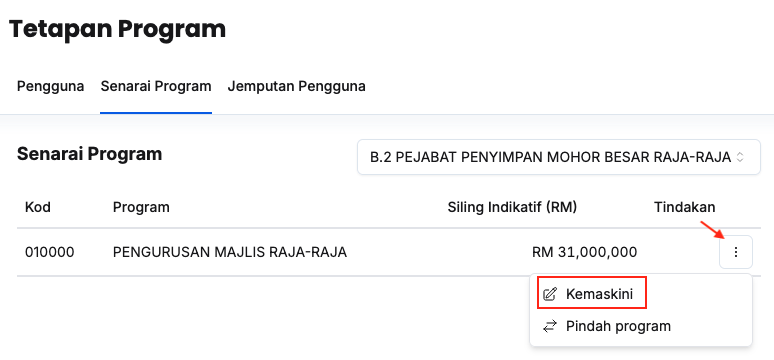 Tetapan Program
Pengguna Senarai Program Jemputan Pengguna
Senarai Program
B.2 PEJABAT PENYIMPAN MOHOR BESAR RAJA-RAJA
Kod Program Siling Indikatif (RM) Tindakan
010000 PENGURUSAN MAJLIS RAJA-RAJA RM 31,000,000
Kemaskini
Pindah program